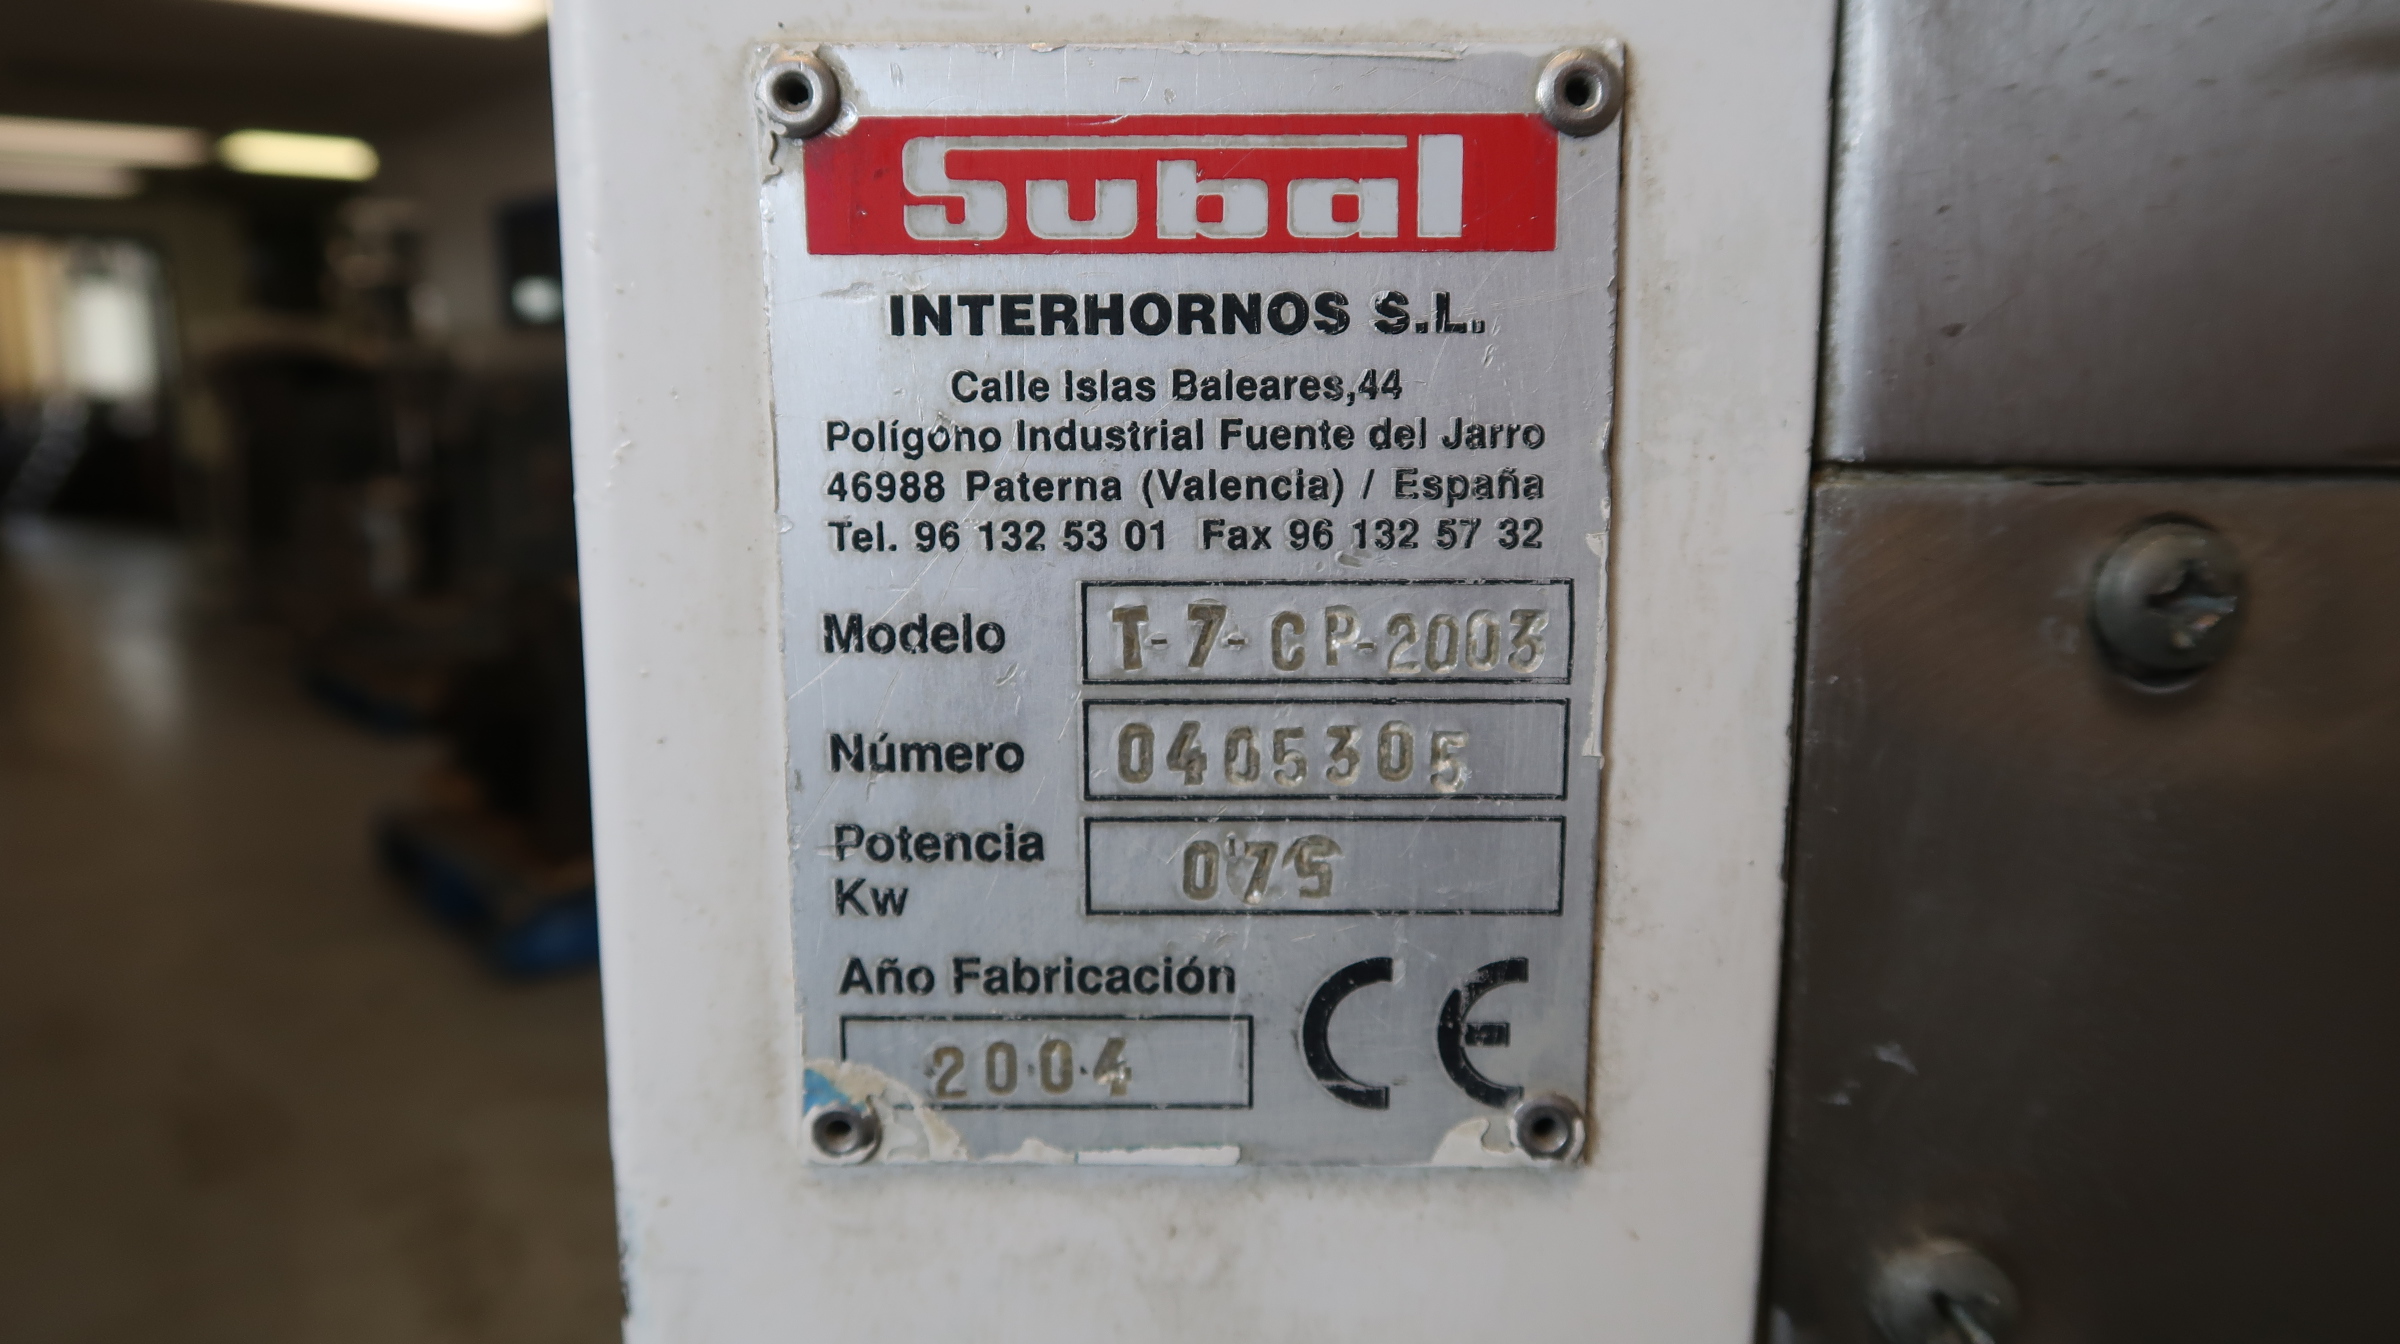 Subal
INTERHORNOS S.L.
Calle Islas Baleares,44
Polígono Industrial Fuente del Jarro
46988 Paterna (Valencia) / España
Tel. 96 132 53 01 Fax 96 132 57 32
Modelo T-7-CP-2003
Número 0405305
Potencia Kw 0'75
Año Fabricación
2004
CE